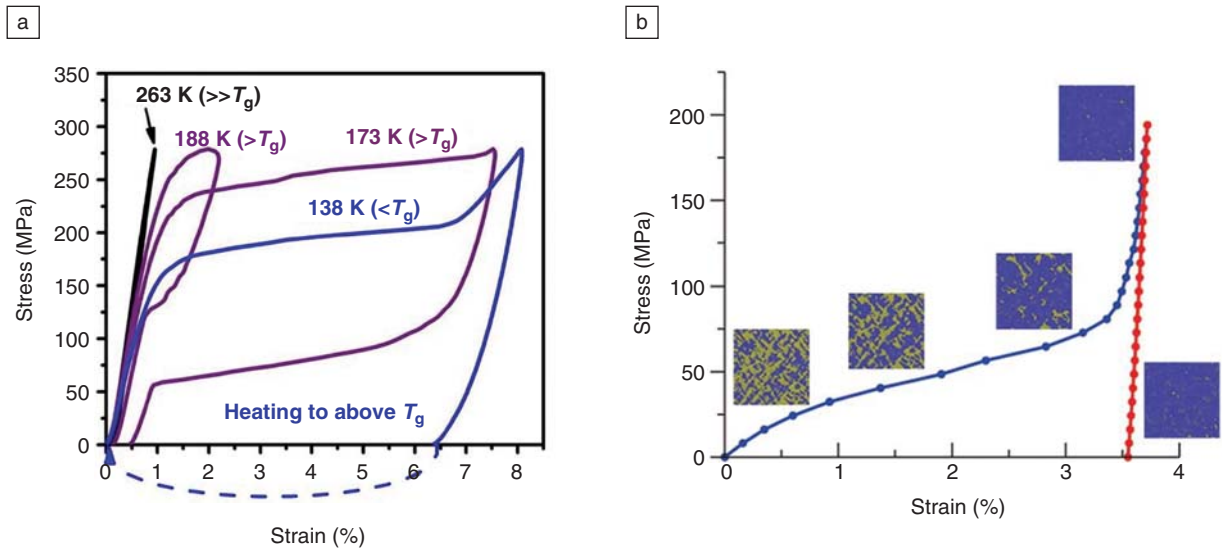 a
350
300
250
200
150
100
50
0
0 1 2 3 4 5 6 7 8
Stress (MPa)
Strain (%)
263 K (>>Tg)
188 K (>Tg)
173 K (>Tg)
138 K (<Tg)
Heating to above Tg
b
200
150
100
50
0
0 1 2 3 4
Stress (MPa)
Strain (%)